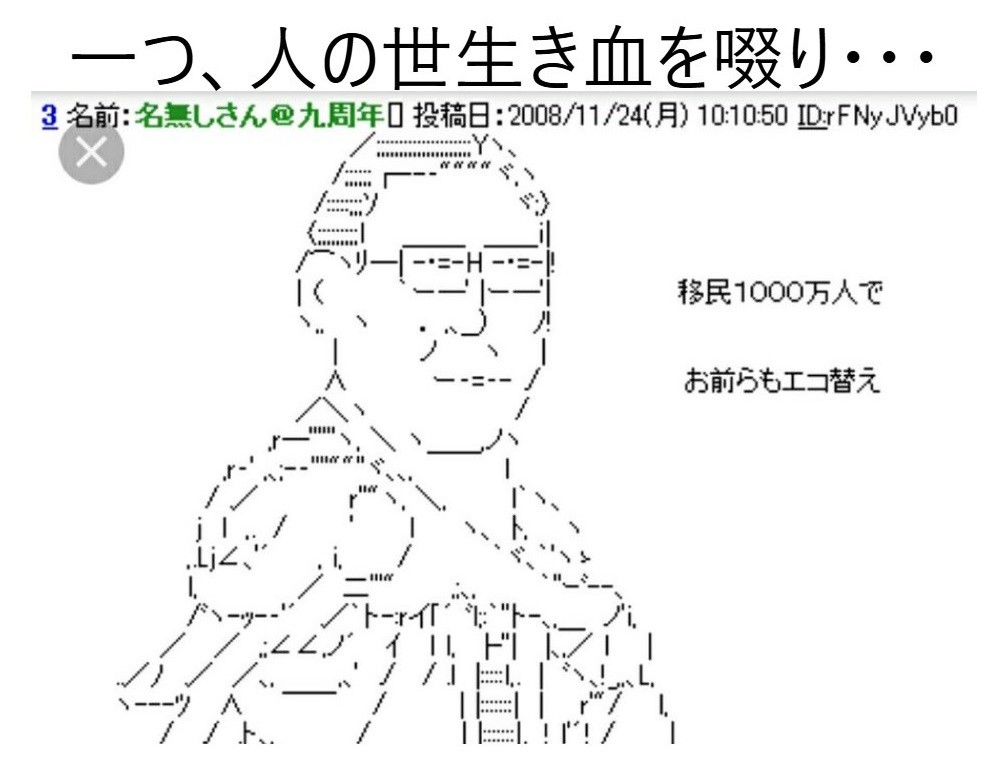 一つ、人の世生き血を啜り・・・
3 名前：名無しさん＠九周年[] 投稿日：2008/11/24(月) 10:10:50 ID:rFNyJVyb0
移民1000万人で
お前らもエコ替え